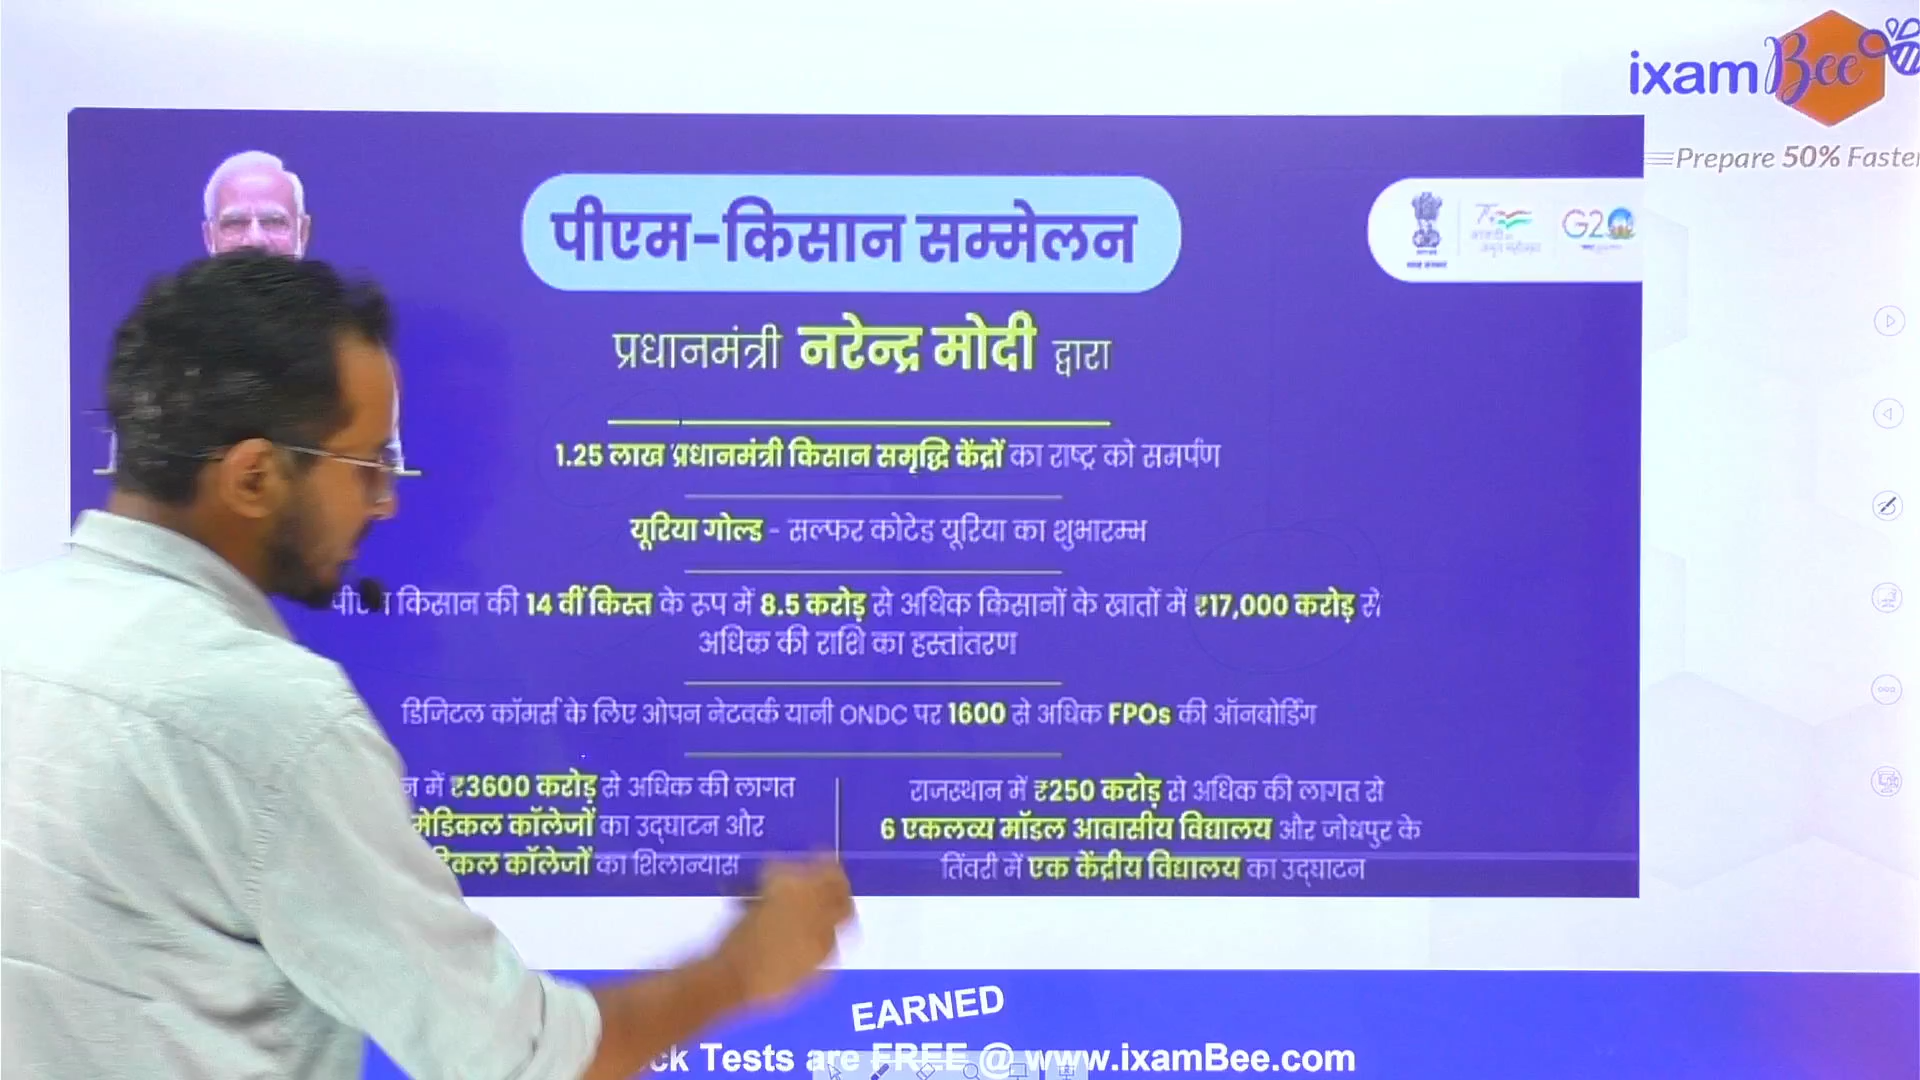 ixamBee
Prepare 50% Faster
पीएम-किसान सम्मेलन
G20
प्रधानमंत्री नरेन्द्र मोदी द्वारा
1.25 लाख प्रधानमंत्री किसान समृद्धि केंद्रों का राष्ट्र को समर्पण
यूरिया गोल्ड - सल्फर कोटेड यूरिया का शुभारम्भ
किसान की 14 वीं किस्त के रूप में 8.5 करोड़ से अधिक किसानों के खातों में ₹17,000 करोड़ से
अधिक की राशि का हस्तांतरण
डिजिटल कॉमर्स के लिए ओपन नेटवर्क यानी ONDC पर 1600 से अधिक FPOs की ऑनबोर्डिंग
में ₹3600 करोड़ से अधिक की लागत
मेडिकल कॉलेजों का उद्घाटन और
कॉलेजों का शिलान्यास
राजस्थान में ₹250 करोड़ से अधिक की लागत से
6 एकलव्य मॉडल आवासीय विद्यालय और जोधपुर के
तिंवरी में एक केंद्रीय विद्यालय का उद्घाटन
EARNED
Tests are FREE @ www.ixamBee.com